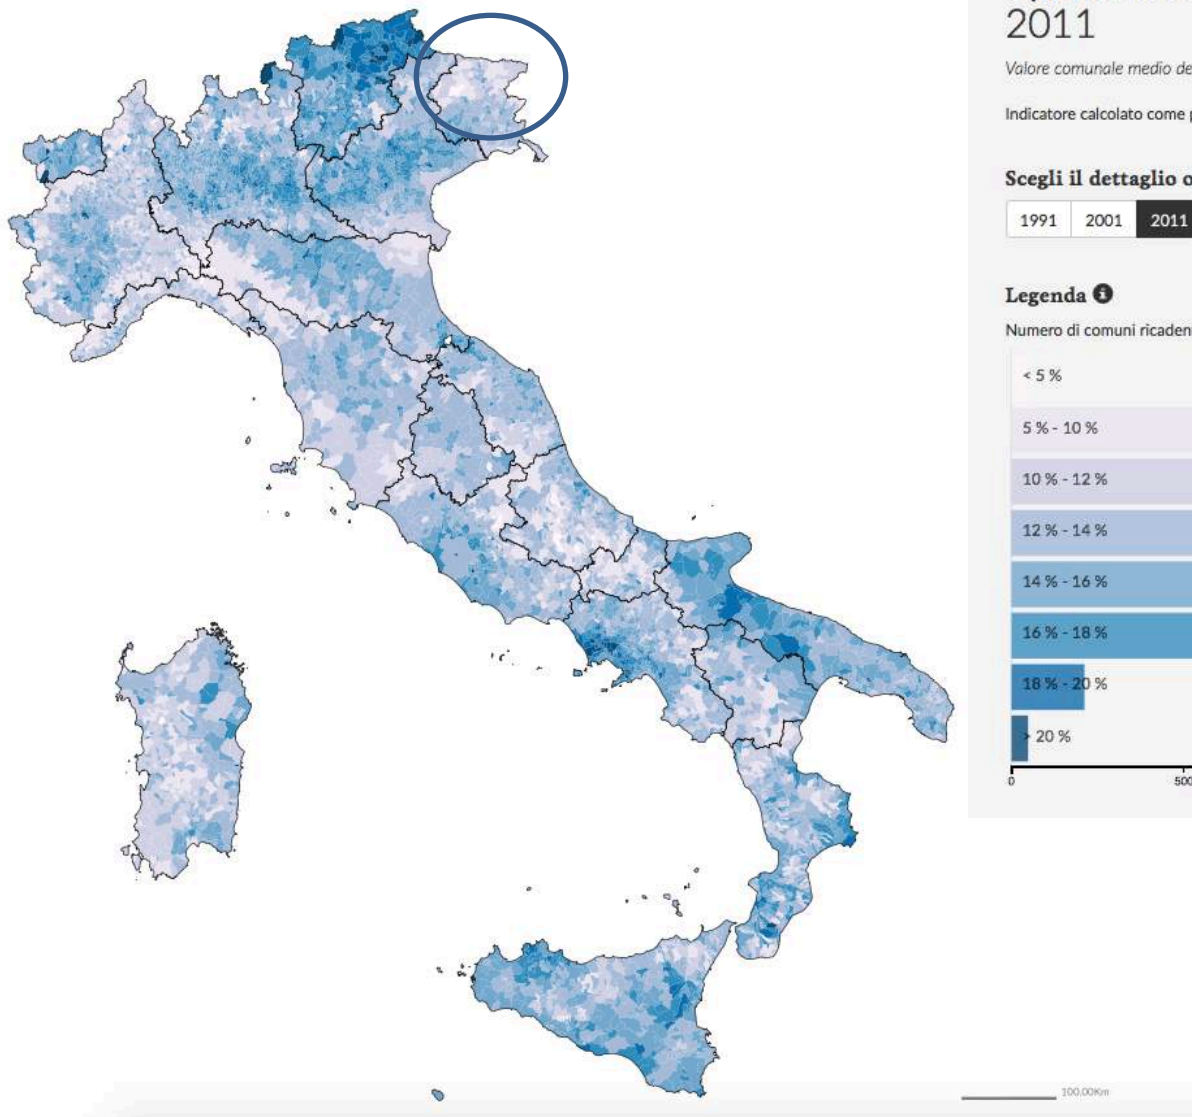 2011
Valore comunale medio de
Indicatore calcolato come p
Scegli il dettaglio o
1991 2001 2011
Legenda
Numero di comuni ricaden
< 5 %
5 % - 10 %
10 % - 12 %
12 % - 14 %
14 % - 16 %
16 % - 18 %
18 % - 20 %
> 20 %
0 500
100,00Km